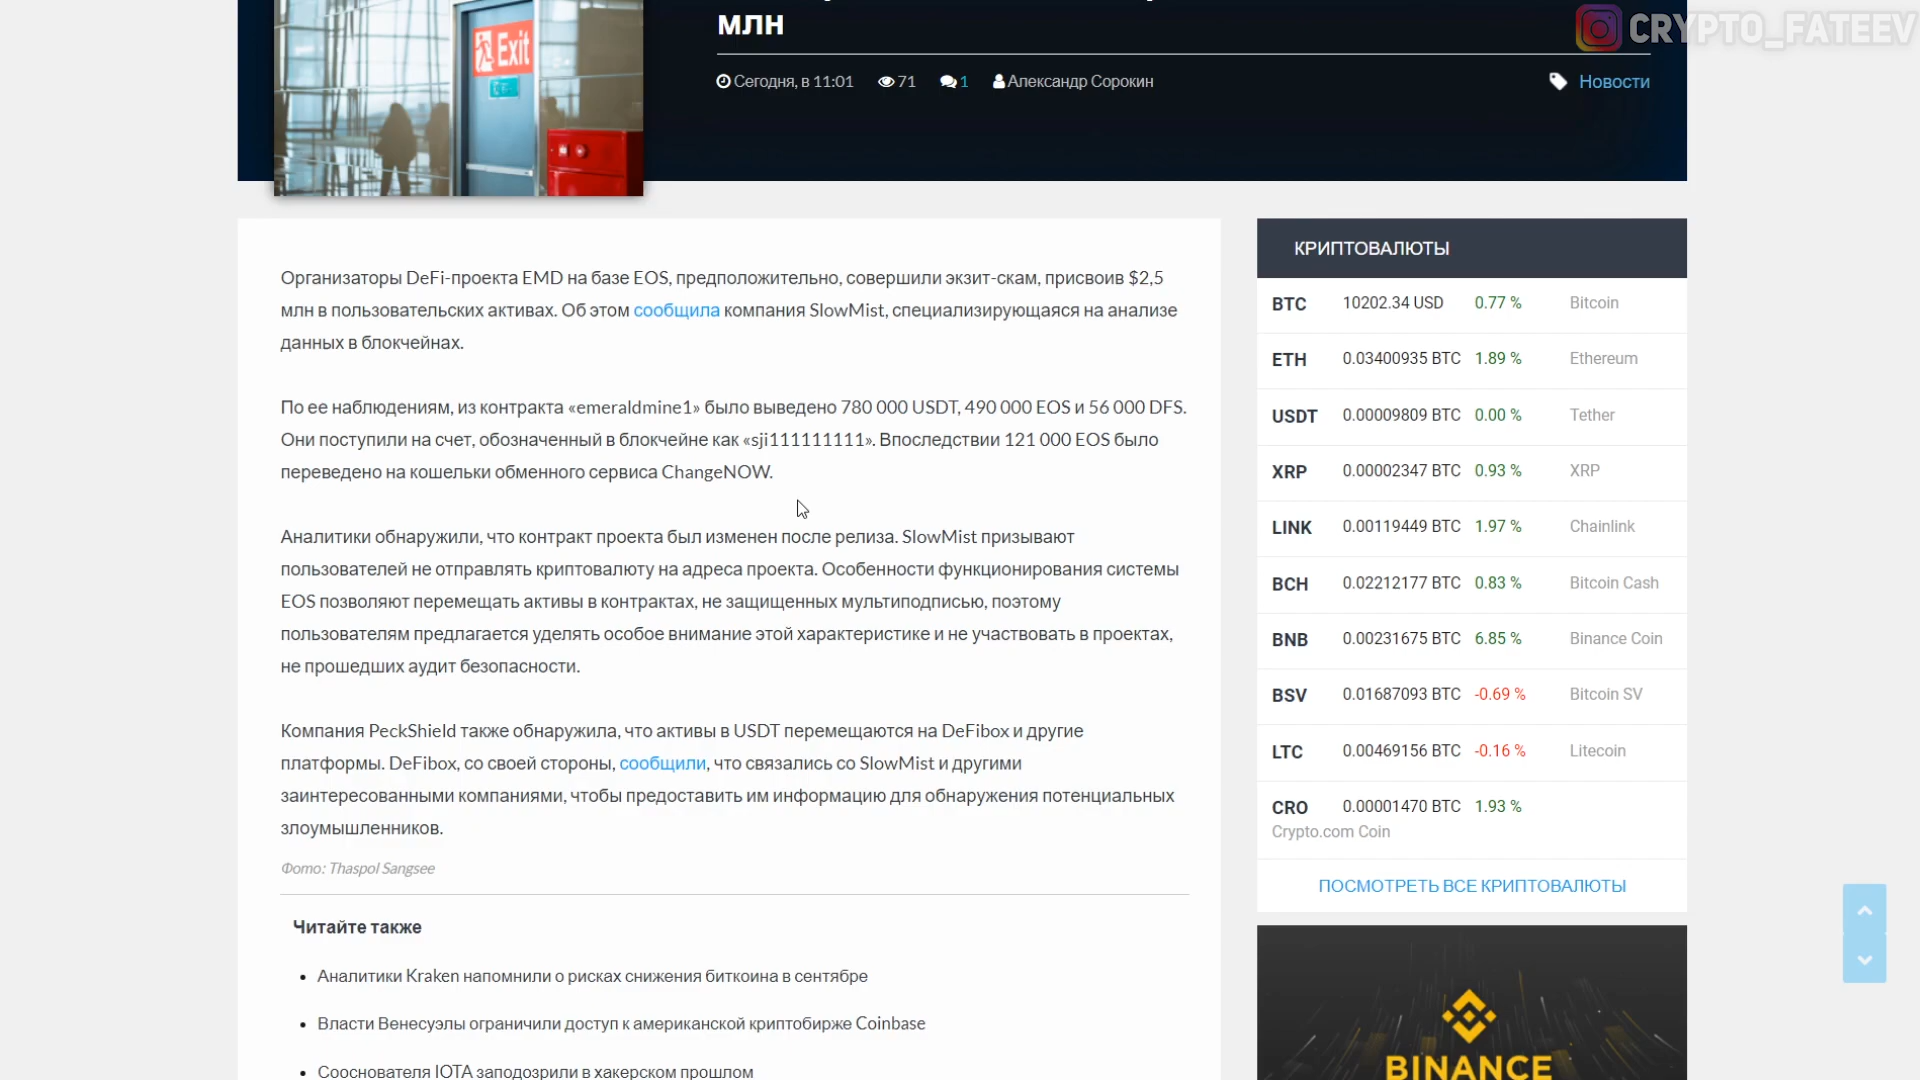 Exit
МЛН
CRYPTO_FATEEV
Сегодня, в 11:01 71 1 Александр Сорокин Новости
Организаторы DeFi-проекта EMD на базе EOS, предположительно, совершили экзит-скам, присвоив $2,5
млн в пользовательских активах. Об этом сообщила компания SlowMist, специализирующаяся на анализе
данных в блокчейнах.
По ее наблюдениям, из контракта «emeraldmine1» было выведено 780 000 USDT, 490 000 EOS и 56 000 DFS.
Они поступили на счет, обозначенный в блокчейне как «sji111111111». Впоследствии 121 000 EOS было
переведено на кошельки обменного сервиса ChangeNOW.
Аналитики обнаружили, что контракт проекта был изменен после релиза. SlowMist призывают
пользователей не отправлять криптовалюту на адреса проекта. Особенности функционирования системы
EOS позволяют перемещать активы в контрактах, не защищенных мультиподписью, поэтому
пользователям предлагается уделять особое внимание этой характеристике и не участвовать в проектах,
не прошедших аудит безопасности.
Компания PeckShield также обнаружила, что активы в USDT перемещаются на DeFibox и другие
платформы. DeFibox, со своей стороны, сообщили, что связались со SlowMist и другими
заинтересованными компаниями, чтобы предоставить им информацию для обнаружения потенциальных
злоумышленников.
Фото: Thaspol Sangsee
Читайте также
• Аналитики Kraken напомнили о рисках снижения биткоина в сентябре
• Власти Венесуэлы ограничили доступ к американской криптобирже Coinbase
• Сооснователя IOTA заподозрили в хакерском прошлом
КРИПТОВАЛЮТЫ
BTC 10202.34 USD 0.77 % Bitcoin
ETH 0.03400935 BTC 1.89 % Ethereum
USDT 0.00009809 BTC 0.00 % Tether
XRP 0.00002347 BTC 0.93 % XRP
LINK 0.00119449 BTC 1.97 % Chainlink
BCH 0.02212177 BTC 0.83 % Bitcoin Cash
BNB 0.00231675 BTC 6.85 % Binance Coin
BSV 0.01687093 BTC -0.69 % Bitcoin SV
LTC 0.00469156 BTC -0.16 % Litecoin
CRO 0.00001470 BTC 1.93 %
Crypto.com Coin
ПОСМОТРЕТЬ ВСЕ КРИПТОВАЛЮТЫ
BINANCE